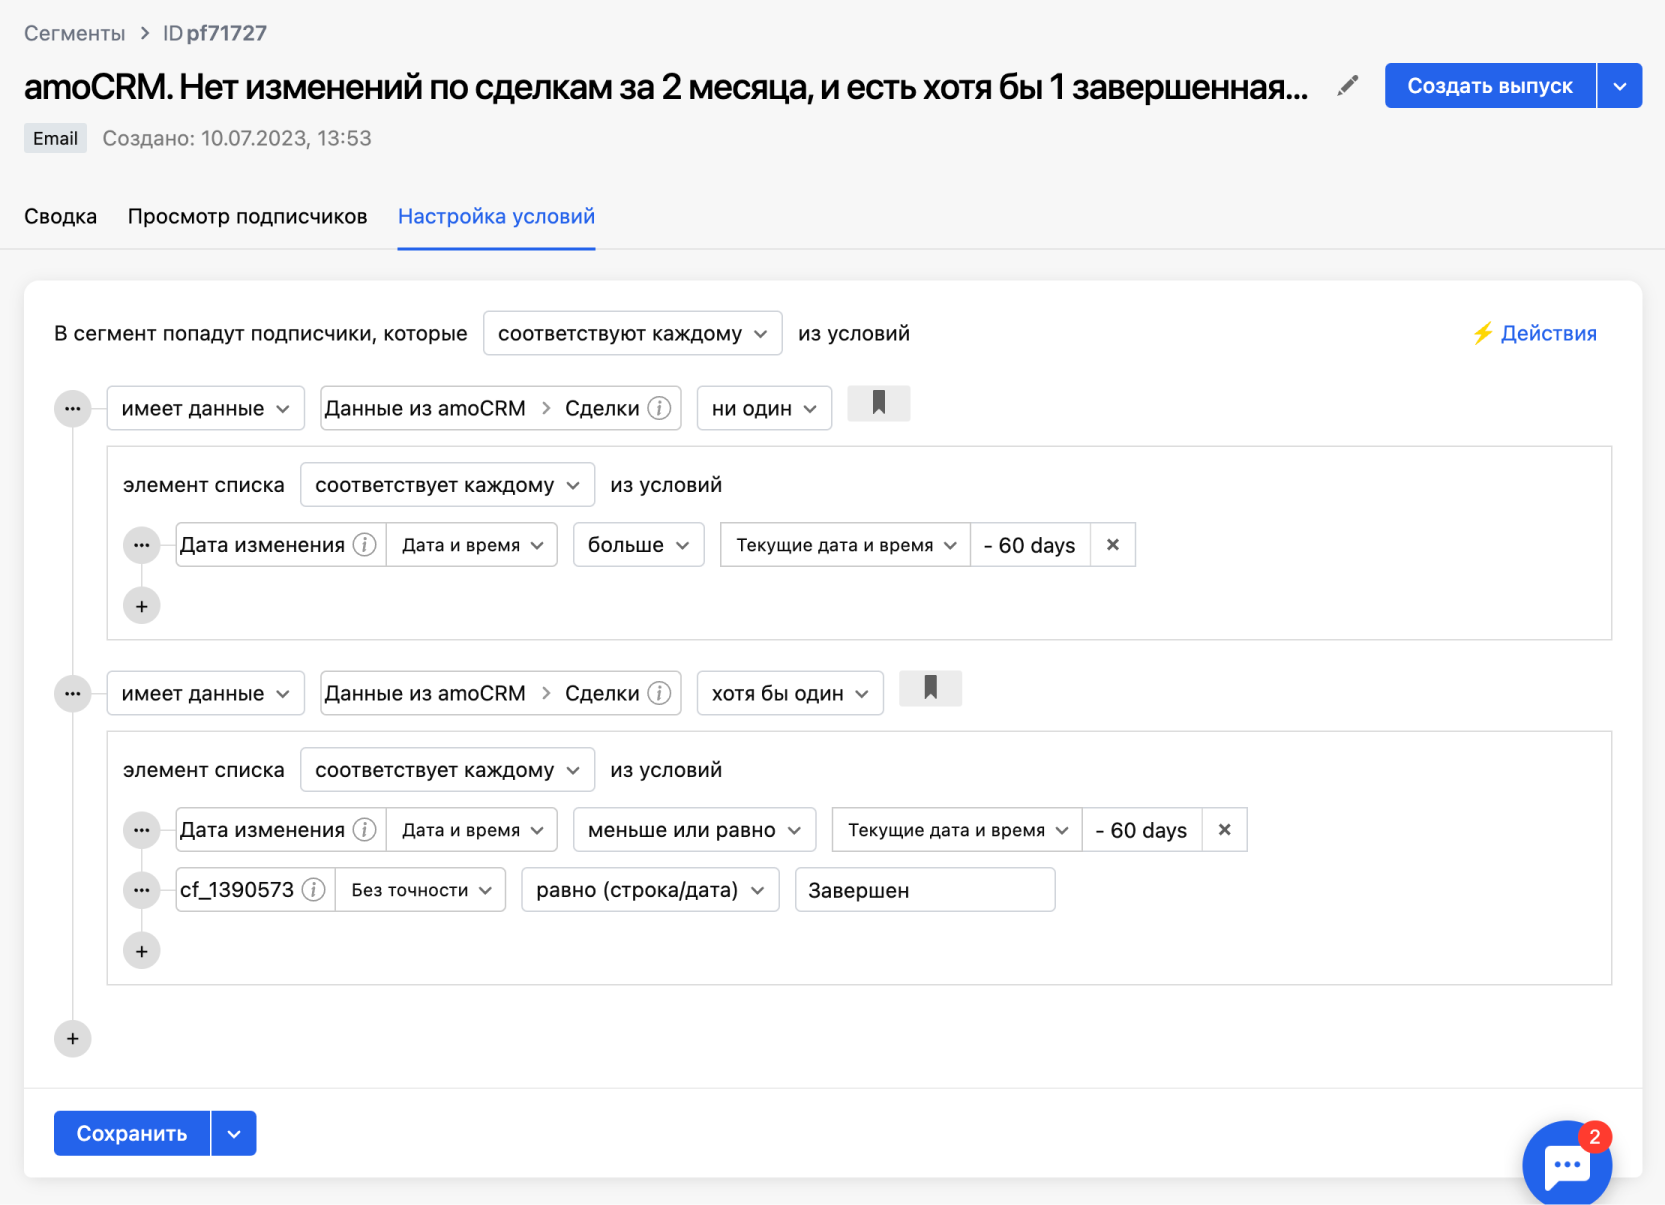 Сегменты > ID pf71727
amoCRM. Нет изменений по сделкам за 2 месяца, и есть хотя бы 1 завершенная...
Создать выпуск
Email Создано: 10.07.2023, 13:53
Сводка Просмотр подписчиков Настройка условий
В сегмент попадут подписчики, которые соответствуют каждому из условий
⚡ Действия
имеет данные Данные из amoCRM > Сделки i ни один
элемент списка соответствует каждому из условий
Дата изменения i Дата и время больше Текущие дата и время - 60 days ×
+
имеет данные Данные из amoCRM > Сделки i хотя бы один
элемент списка соответствует каждому из условий
Дата изменения i Дата и время меньше или равно Текущие дата и время - 60 days ×
cf_1390573 i Без точности равно (строка/дата) Завершен
+
+
Сохранить
2